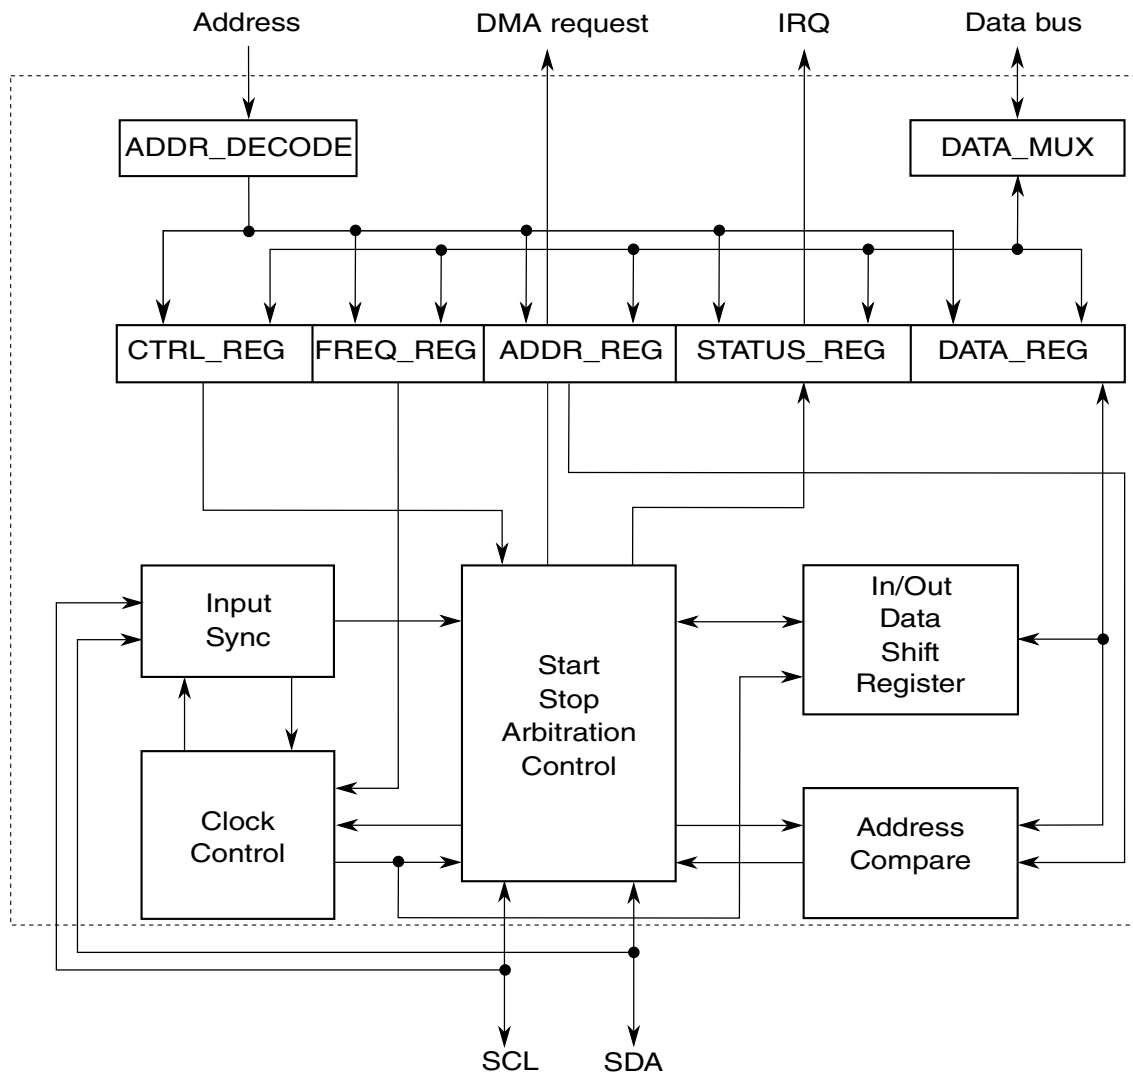 Address
DMA request
IRQ
Data bus
ADDR_DECODE
DATA_MUX
CTRL_REG
FREQ_REG
ADDR_REG
STATUS_REG
DATA_REG
Input
Sync
Start
Stop
Arbitration
Control
In/Out
Data
Shift
Register
Clock
Control
Address
Compare
SCL
SDA